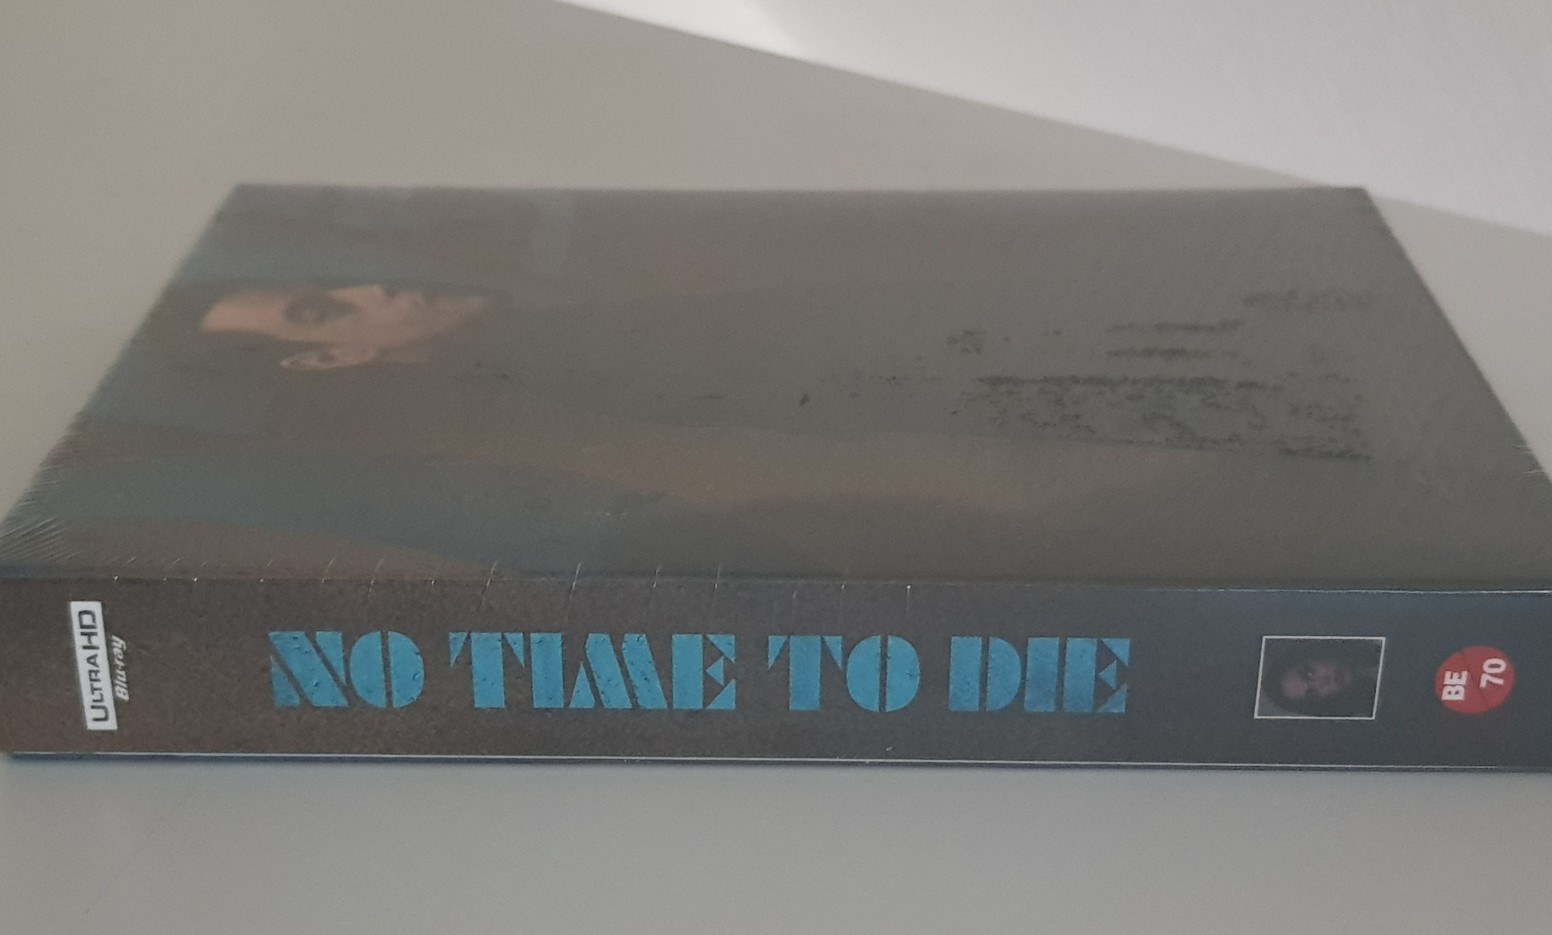 ULTRA HD
Blu-ray
NO TIME TO DIE
BE
70